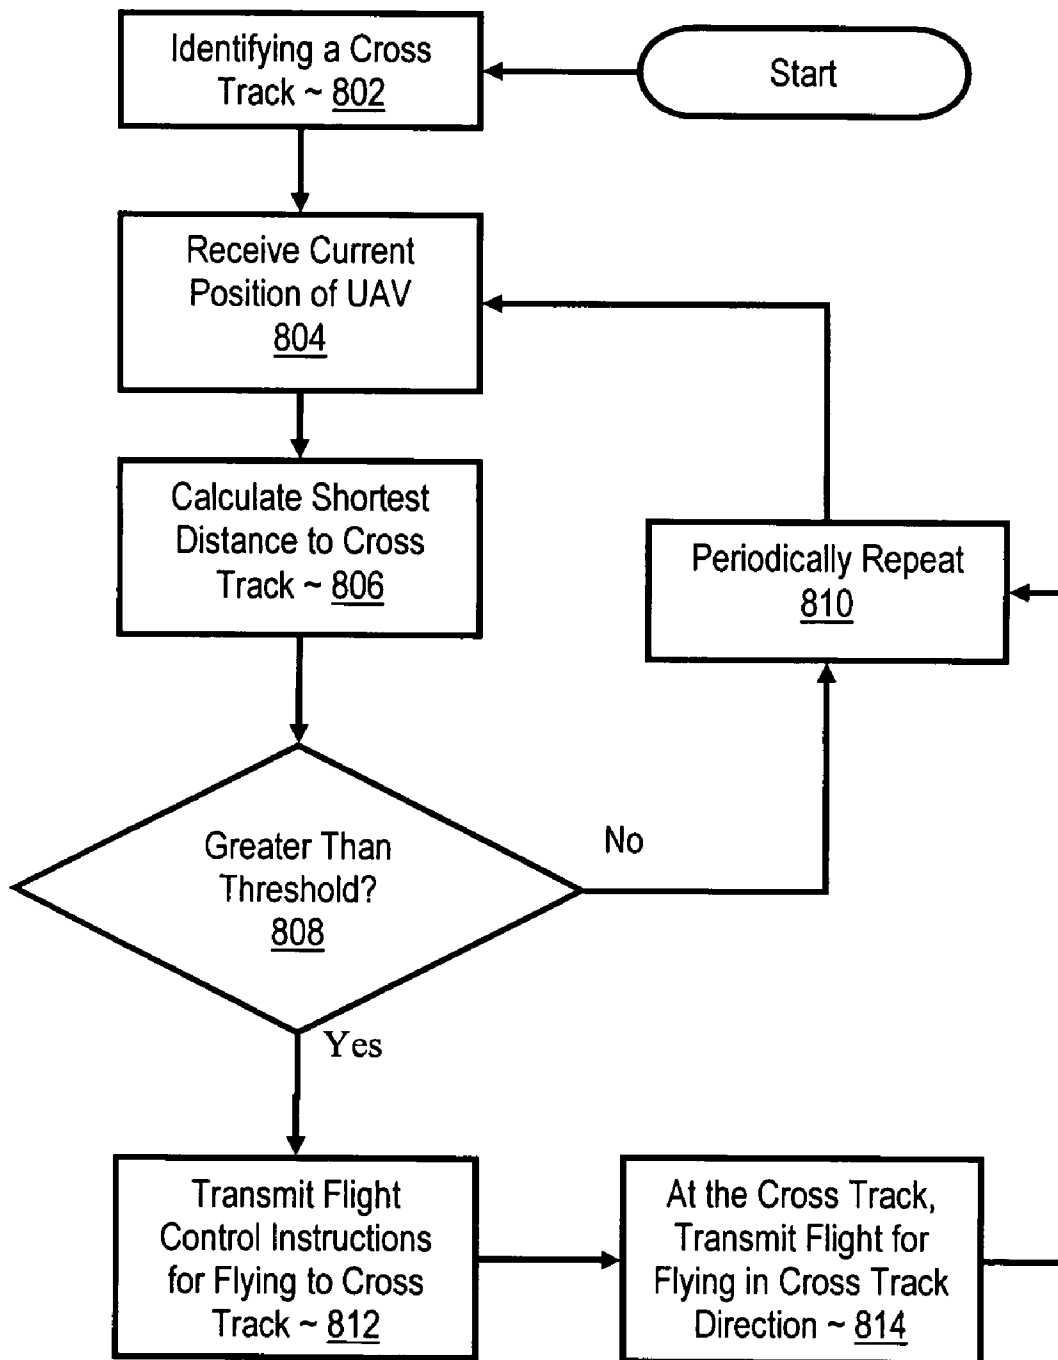 Start
Identifying a Cross
Track ~ 802
Receive Current
Position of UAV
804
Calculate Shortest
Distance to Cross
Track ~ 806
Periodically Repeat
810
Greater Than
Threshold?
808
No
Yes
Transmit Flight
Control Instructions
for Flying to Cross
Track ~ 812
At the Cross Track,
Transmit Flight for
Flying in Cross Track
Direction ~ 814